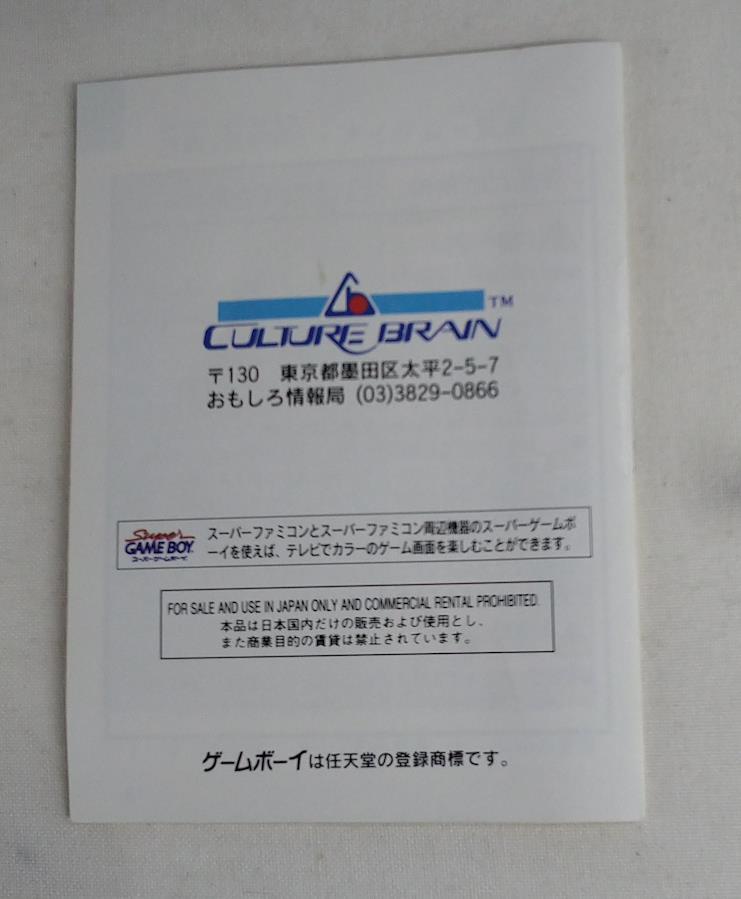 TM
CULTURE BRAIN
〒130 東京都墨田区太平2-5-7
おもしろ情報局 (03)3829-0866
Super
GAME BOY
スーパーゲームボーイ
スーパーファミコンとスーパーファミコン周辺機器のスーパーゲームボ
ーイを使えば、テレビでカラーのゲーム画面を楽しむことができます。
FOR SALE AND USE IN JAPAN ONLY AND COMMERCIAL RENTAL PROHIBITED.
本品は日本国内だけの販売および使用とし、
また商業目的の賃貸は禁止されています。
ゲームボーイは任天堂の登録商標です。